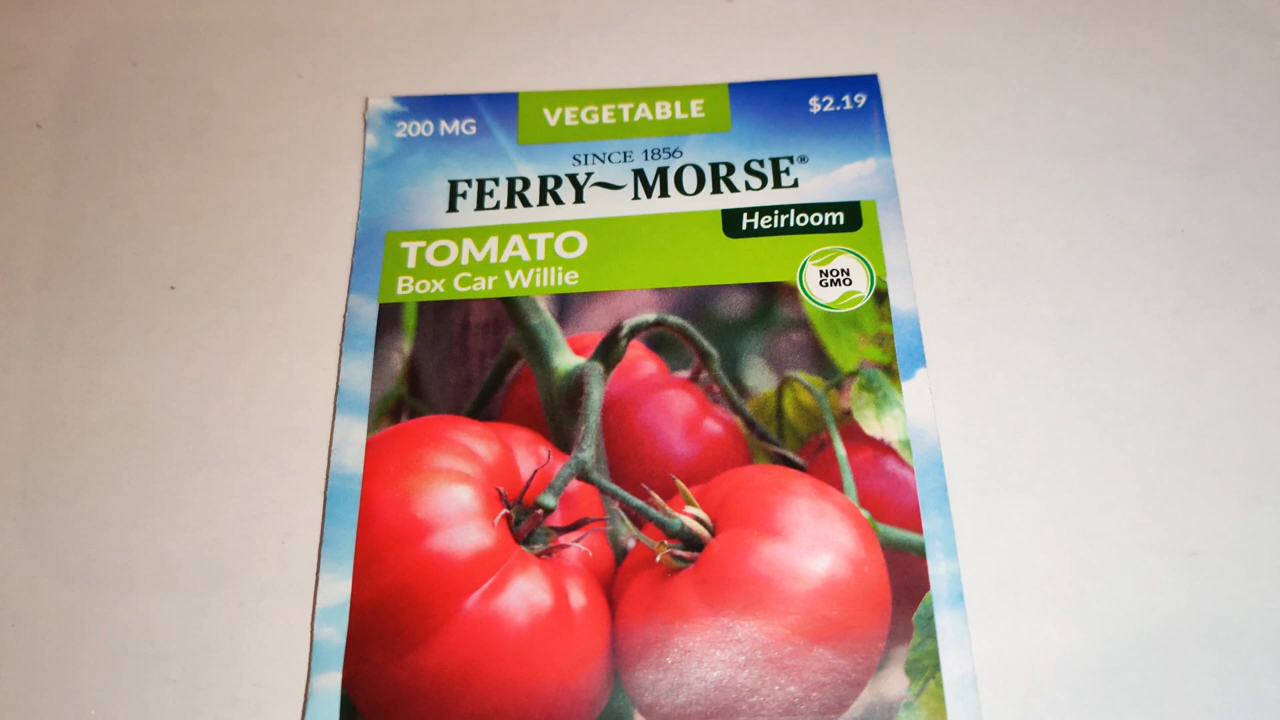 VEGETABLE
200 MG
$2.19
SINCE 1856
FERRY~MORSE®
Heirloom
TOMATO
Box Car Willie
NON
GMO